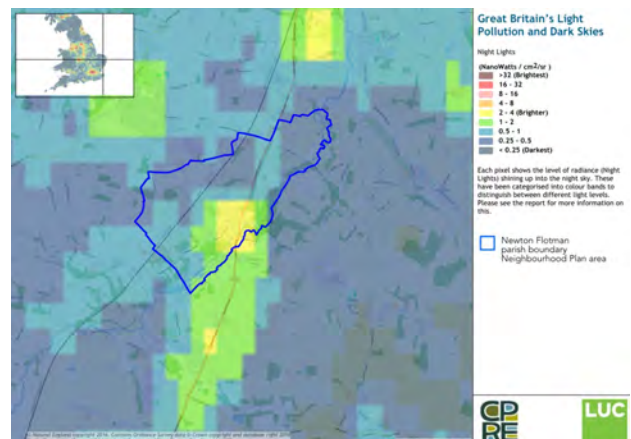 Great Britain's Light
Pollution and Dark Skies
Night Lights
(NanoWatts / cm2/sr )
>32 (Brightest)
16 - 32
8 - 16
4 - 8
2 - 4 (Brighter)
1 - 2
0.5 - 1
0.25 - 0.5
< 0.25 (Darkest)
Each pixel shows the level of radiance (Night
Lights) shining up into the night sky. These
have been categorised into colour bands to
distinguish between different light levels.
Please see the report for more information on
this.
Newton Flotman
parish boundary
Neighbourhood Plan area
CP
RE
LUC